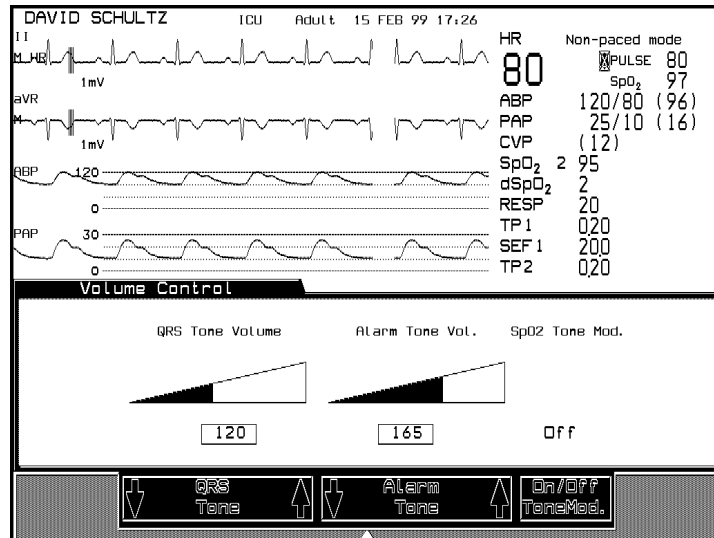 DAVID SCHULTZ ICU Adult 15 FEB 99 17:26
II
M HR
1mV
aVR
M
1mV
ABP
120
0
PAP
30
0
HR Non-paced mode
80
PULSE 80
SpO₂ 97
ABP 120/80 (96)
PAP 25/10 (16)
CVP (12)
SpO₂ 2 95
dSpO₂ 2
RESP 20
TP1 0.20
SEF1 20.0
TP2 0.20
Volume Control
QRS Tone Volume Alarm Tone Vol. SpO2 Tone Mod.
120 165 Off
QRS Tone
Alarm Tone
On/Off ToneMod.